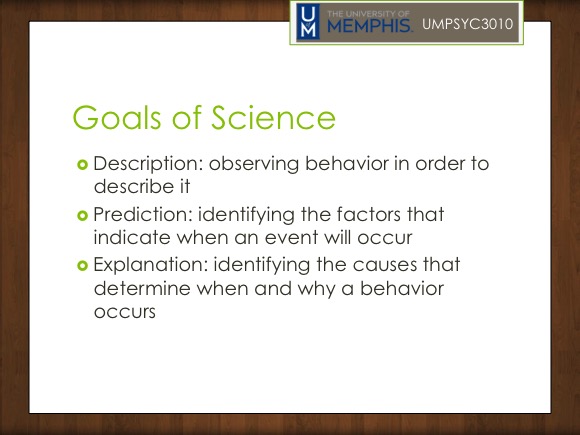 THE UNIVERSITY OF
MEMPHIS.
UM
UMPSYC3010
Goals of Science
Description: observing behavior in order to
describe it
Prediction: identifying the factors that
indicate when an event will occur
Explanation: identifying the causes that
determine when and why a behavior
occurs